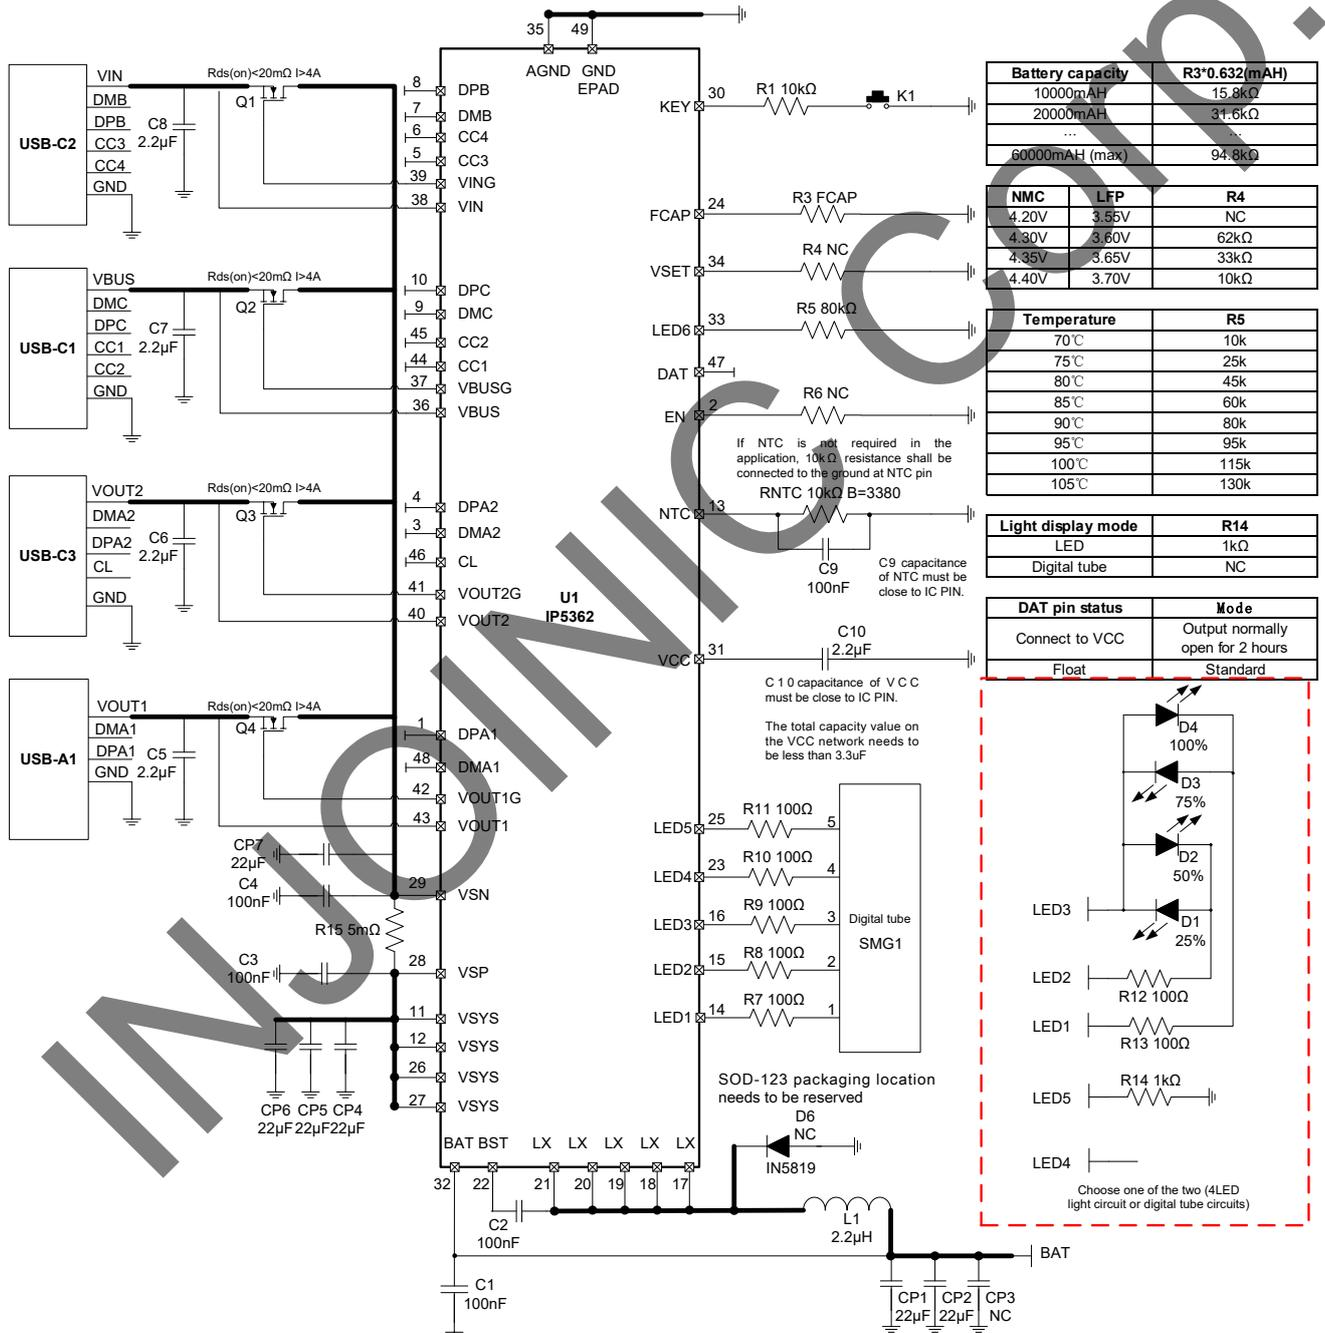 35
49
AGND
GND
EPAD
USB-C2
VIN
DMB
DPB
CC3
CC4
GND
C8
2.2µF
Rds(on)<20mΩ I>4A
Q1
8
DPB
7
DMB
6
CC4
5
CC3
39
VING
38
VIN
USB-C1
VBUS
DMC
DPC
CC1
CC2
GND
C7
2.2µF
Rds(on)<20mΩ I>4A
Q2
10
DPC
9
DMC
45
CC2
44
CC1
37
VBUSG
36
VBUS
USB-C3
VOUT2
DMA2
DPA2
CL
GND
C6
2.2µF
Rds(on)<20mΩ I>4A
Q3
4
DPA2
3
DMA2
46
CL
41
VOUT2G
40
VOUT2
USB-A1
VOUT1
DMA1
DPA1
GND
C5
2.2µF
Rds(on)<20mΩ I>4A
Q4
1
DPA1
48
DMA1
42
VOUT1G
43
VOUT1
CP7
22µF
C4
100nF
29
VSN
R15 5mΩ
C3
100nF
28
VSP
11
VSYS
12
VSYS
26
VSYS
27
VSYS
CP6 CP5 CP4
22µF 22µF 22µF
U1
IP5362
KEY
30
R1 10kΩ
K1
FCAP
24
R3 FCAP
VSET
34
R4 NC
LED6
33
R5 80kΩ
DAT
47
EN
2
R6 NC
If NTC is not required in the
application, 10kΩ resistance shall be
connected to the ground at NTC pin
RNTC 10kΩ B=3380
NTC
13
C9
100nF
C9 capacitance
of NTC must be
close to IC PIN.
VCC
31
C10
2.2µF
C10 capacitance of VCC
must be close to IC PIN.
The total capacity value on
the VCC network needs to
be less than 3.3uF
LED5
25
R11 100Ω
5
LED4
23
R10 100Ω
4
LED3
16
R9 100Ω
3
LED2
15
R8 100Ω
2
LED1
14
R7 100Ω
1
Digital tube
SMG1
SOD-123 packaging location
needs to be reserved
D6
NC
IN5819
BAT BST LX LX LX LX LX
32 22 21 20 19 18 17
C2
100nF
L1
2.2µH
BAT
C1
100nF
CP1 CP2 CP3
22µF 22µF NC
Battery capacity R3*0.632(mAH)
10000mAH 15.8kΩ
20000mAH 31.6kΩ
... ...
60000mAH (max) 94.8kΩ
NMC LFP R4
4.20V 3.55V NC
4.30V 3.60V 62kΩ
4.35V 3.65V 33kΩ
4.40V 3.70V 10kΩ
Temperature R5
70℃ 10k
75℃ 25k
80℃ 45k
85℃ 60k
90℃ 80k
95℃ 95k
100℃ 115k
105℃ 130k
Light display mode R14
LED 1kΩ
Digital tube NC
DAT pin status Mode
Connect to VCC Output normally
open for 2 hours
Float Standard
D4
100%
D3
75%
D2
50%
LED3
D1
25%
LED2
R12 100Ω
LED1
R13 100Ω
LED5
R14 1kΩ
LED4
Choose one of the two (4LED
light circuit or digital tube circuits)
INJOINIC Corp.